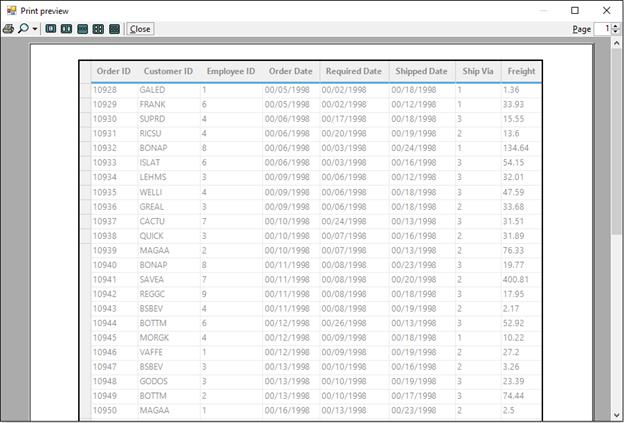 Print preview
Close Page 1
Order ID Customer ID Employee ID Order Date Required Date Shipped Date Ship Via Freight
10928 GALED 1 00/05/1998 00/02/1998 00/18/1998 1 1.36
10929 FRANK 6 00/05/1998 00/02/1998 00/12/1998 1 33.93
10930 SUPRD 4 00/06/1998 00/17/1998 00/18/1998 3 15.55
10931 RICSU 4 00/06/1998 00/20/1998 00/19/1998 2 13.6
10932 BONAP 8 00/06/1998 00/03/1998 00/24/1998 1 134.64
10933 ISLAT 6 00/06/1998 00/03/1998 00/16/1998 3 54.15
10934 LEHMS 3 00/09/1998 00/06/1998 00/12/1998 3 32.01
10935 WELLI 4 00/09/1998 00/06/1998 00/18/1998 3 47.59
10936 GREAL 3 00/09/1998 00/06/1998 00/18/1998 2 33.68
10937 CACTU 7 00/10/1998 00/24/1998 00/13/1998 3 31.51
10938 QUICK 3 00/10/1998 00/07/1998 00/16/1998 2 31.89
10939 MAGAA 2 00/10/1998 00/07/1998 00/13/1998 2 76.33
10940 BONAP 8 00/11/1998 00/08/1998 00/23/1998 3 19.77
10941 SAVEA 7 00/11/1998 00/08/1998 00/20/1998 2 400.81
10942 REGGC 9 00/11/1998 00/08/1998 00/18/1998 3 17.95
10943 BSBEV 4 00/11/1998 00/08/1998 00/19/1998 2 2.17
10944 BOTTM 6 00/12/1998 00/26/1998 00/13/1998 3 52.92
10945 MORGK 4 00/12/1998 00/09/1998 00/18/1998 1 10.22
10946 VAFFE 1 00/12/1998 00/09/1998 00/19/1998 2 27.2
10947 BSBEV 3 00/13/1998 00/10/1998 00/16/1998 2 3.26
10948 GODOS 3 00/13/1998 00/10/1998 00/19/1998 3 23.39
10949 BOTTM 2 00/13/1998 00/10/1998 00/17/1998 3 74.44
10950 MAGAA 1 00/16/1998 00/13/1998 00/23/1998 2 2.5